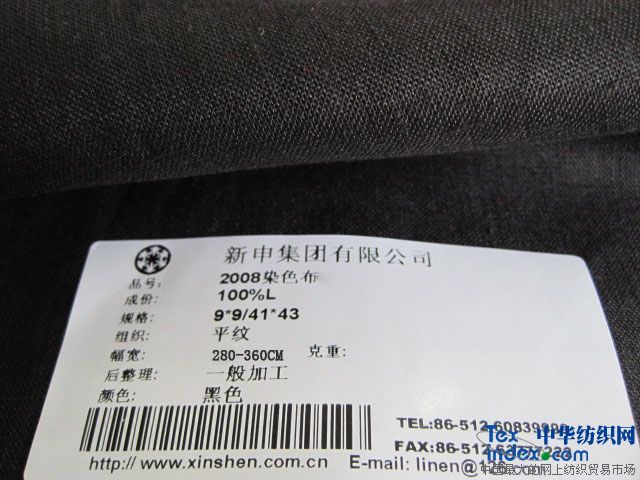 新申集团有限公司
品号: 2008染色布
成份: 100%L
规格: 9*9/41*43
组织: 平纹
幅宽: 280-360CM 克重:
后整理: 一般加工
颜色: 黑色
TEL:86-512-60839998
FAX:86-512
http://www.xinshen.com.cn E-mail: linen@126.com
Tex 中华纺织网
index.com
中国最大的网上纺织贸易市场